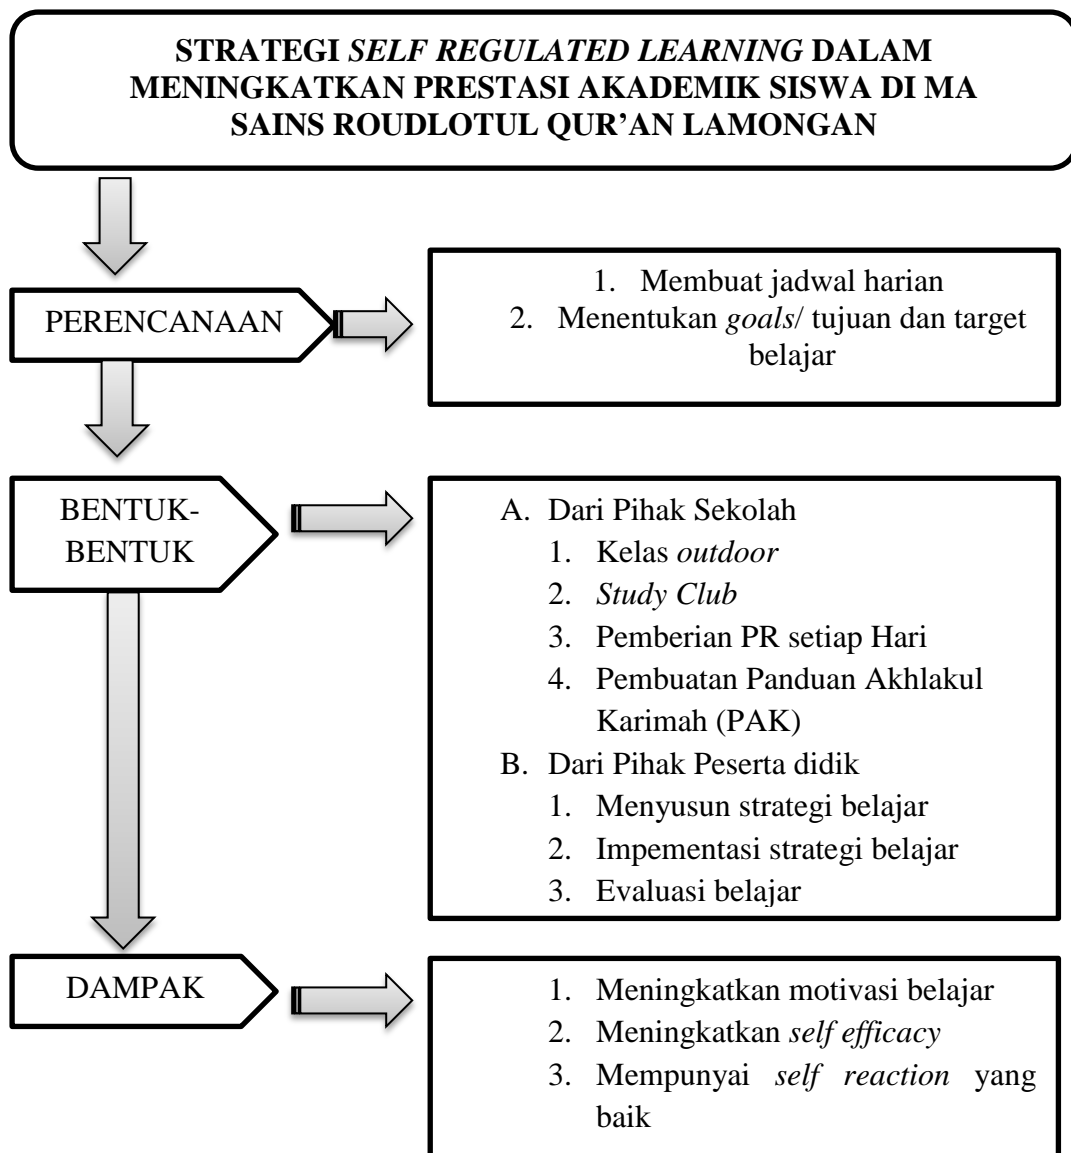 STRATEGI SELF REGULATED LEARNING DALAM
MENINGKATKAN PRESTASI AKADEMIK SISWA DI MA
SAINS ROUDLOTUL QUR’AN LAMONGAN
PERENCANAAN
1. Membuat jadwal harian
2. Menentukan goals/ tujuan dan target
belajar
BENTUK-
BENTUK
A. Dari Pihak Sekolah
1. Kelas outdoor
2. Study Club
3. Pemberian PR setiap Hari
4. Pembuatan Panduan Akhlakul
Karimah (PAK)
B. Dari Pihak Peserta didik
1. Menyusun strategi belajar
2. Impementasi strategi belajar
3. Evaluasi belajar
DAMPAK
1. Meningkatkan motivasi belajar
2. Meningkatkan self efficacy
3. Mempunyai self reaction yang
baik